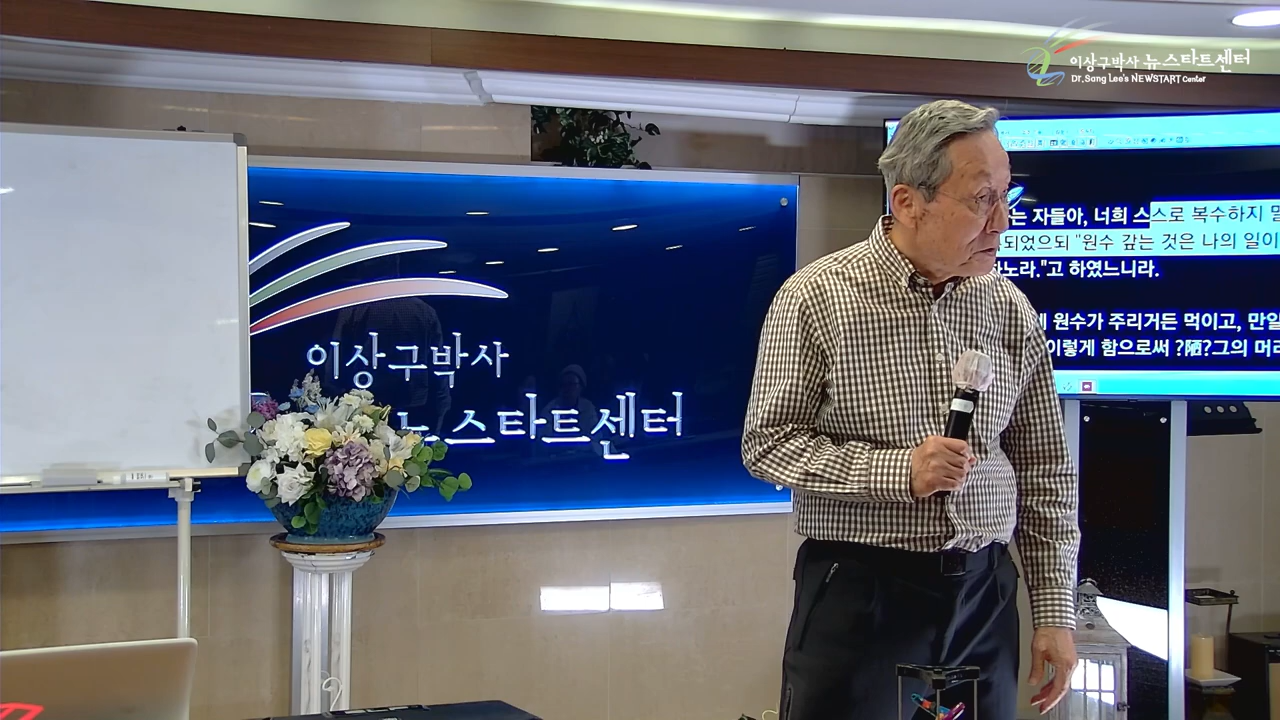 이상구박사 뉴스타트센터
Dr.Sang Lee's NEWSTART Center
이상구박사
뉴스타트센터
는 자들아, 너희 스스로 복수하지
되었으되 "원수 갚는 것은 나의 일이
하노라."고 하였느니라.
원수가 주리거든 먹이고, 만일
이렇게 함으로써 ?陋?그의 머리